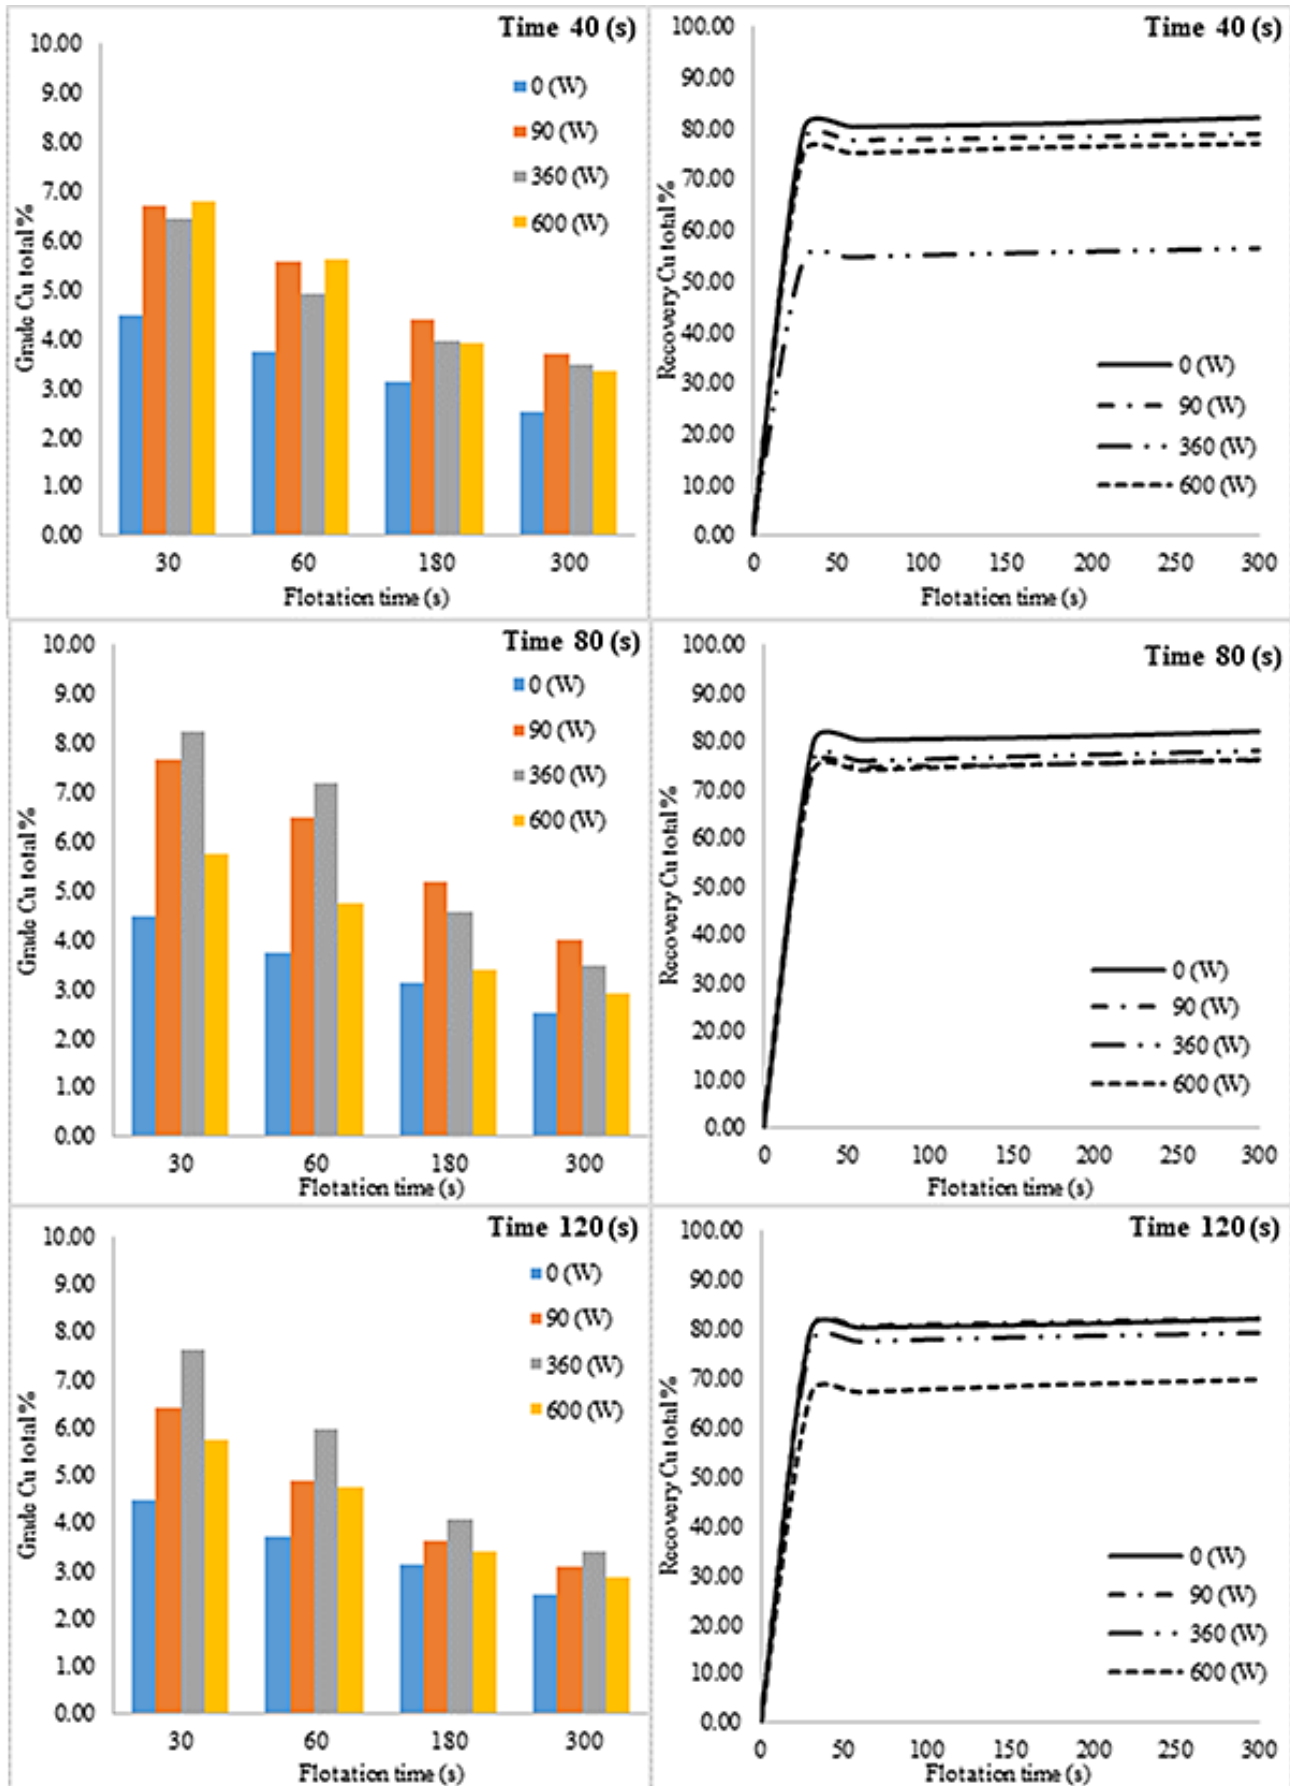 Time 40 (s)
10.00
9.00
8.00
7.00
6.00
5.00
4.00
3.00
2.00
1.00
0.00
Grade Cu total %
0 (W)
90 (W)
360 (W)
600 (W)
30 60 180 300
Flotation time (s)
Time 40 (s)
100.00
90.00
80.00
70.00
60.00
50.00
40.00
30.00
20.00
10.00
0.00
Recovery Cu total %
0 (W)
90 (W)
360 (W)
600 (W)
0 50 100 150 200 250 300
Flotation time (s)
Time 80 (s)
10.00
9.00
8.00
7.00
6.00
5.00
4.00
3.00
2.00
1.00
0.00
Grade Cu total %
0 (W)
90 (W)
360 (W)
600 (W)
30 60 180 300
Flotation time (s)
Time 80 (s)
100.00
90.00
80.00
70.00
60.00
50.00
40.00
30.00
20.00
10.00
0.00
Recovery Cu total %
0 (W)
90 (W)
360 (W)
600 (W)
0 50 100 150 200 250 300
Flotation time (s)
Time 120 (s)
10.00
9.00
8.00
7.00
6.00
5.00
4.00
3.00
2.00
1.00
0.00
Grade Cu total %
0 (W)
90 (W)
360 (W)
600 (W)
30 60 180 300
Flotation time (s)
Time 120 (s)
100.00
90.00
80.00
70.00
60.00
50.00
40.00
30.00
20.00
10.00
0.00
Recovery Cu total %
0 (W)
90 (W)
360 (W)
600 (W)
0 50 100 150 200 250 300
Flotation time (s)